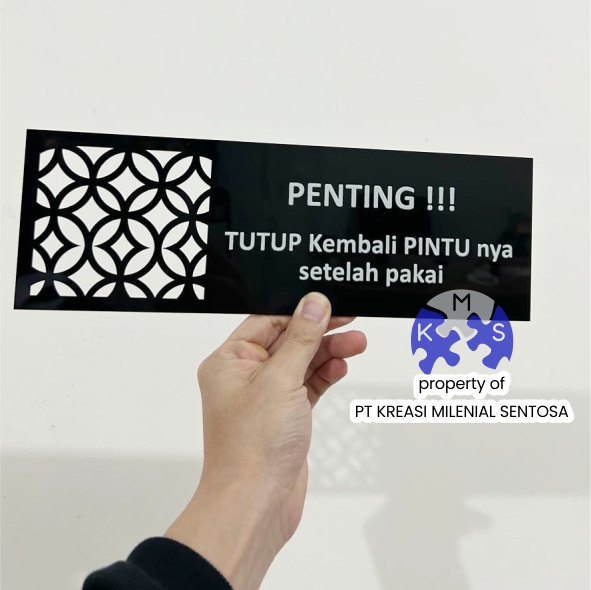 PENTING !!!
TUTUP Kembali PINTU nya
setelah pakai
M
K S
property of
PT KREASI MILENIAL SENTOSA